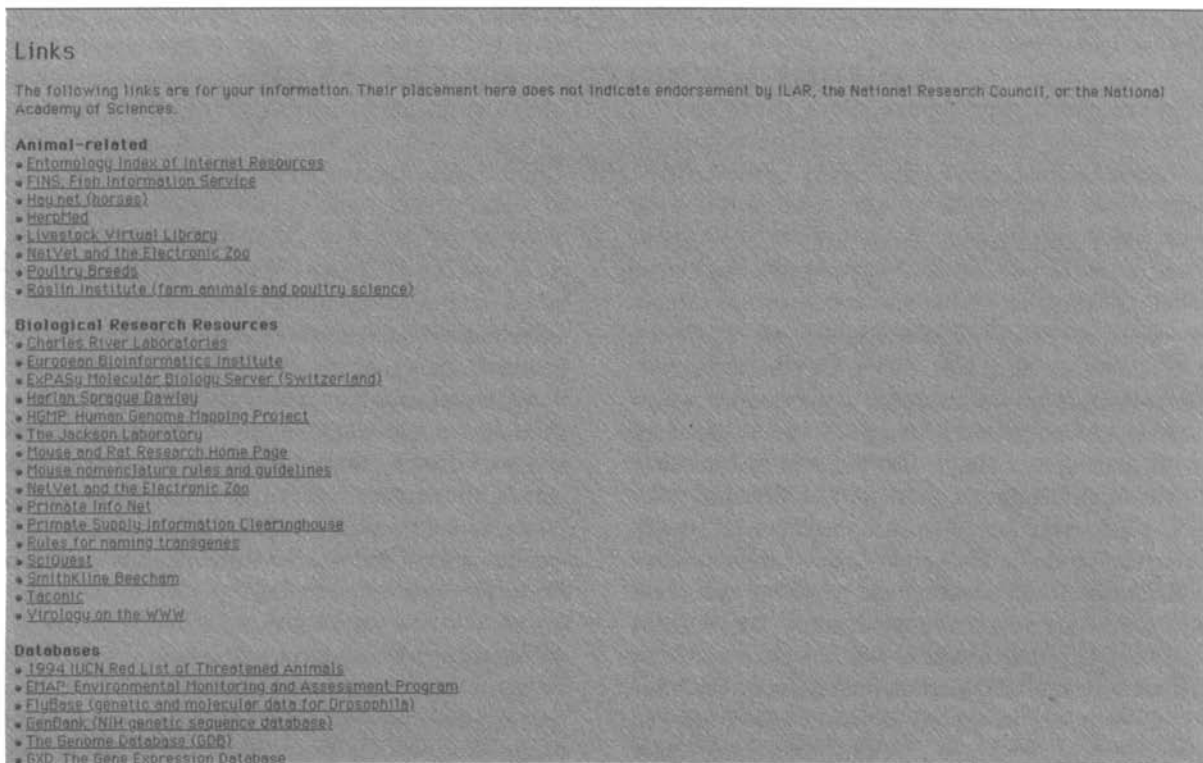 Links
The following links are for your information. Their placement here does not indicate endorsement by ILAR, the National Research Council, or the National
Academy of Sciences.
Animal-related
• Entomology Index of Internet Resources
• FINS: Fish Information Service
• Hay.net (horses)
• HerpMed
• Livestock Virtual Library
• NetVet and the Electronic Zoo
• Poultry Breeds
• Roslin Institute (farm animals and poultry science)
Biological Research Resources
• Charles River Laboratories
• European Bioinformatics Institute
• ExPASy Molecular Biology Server (Switzerland)
• Harlan Sprague Dawley
• HGMP: Human Genome Mapping Project
• The Jackson Laboratory
• Mouse and Rat Research Home Page
• Mouse nomenclature rules and guidelines
• NetVet and the Electronic Zoo
• Primate Info Net
• Primate Supply Information Clearinghouse
• Rules for naming transgenes
• SciQuest
• SmithKline Beecham
• Taconic
• Virology on the WWW
Databases
• 1994 IUCN Red List of Threatened Animals
• EMAP: Environmental Monitoring and Assessment Program
• FlyBase (genetic and molecular data for Drosophila)
• GenBank (NIH genetic sequence database)
• The Genome Database (GDB)
• GXD: The Gene Expression Database